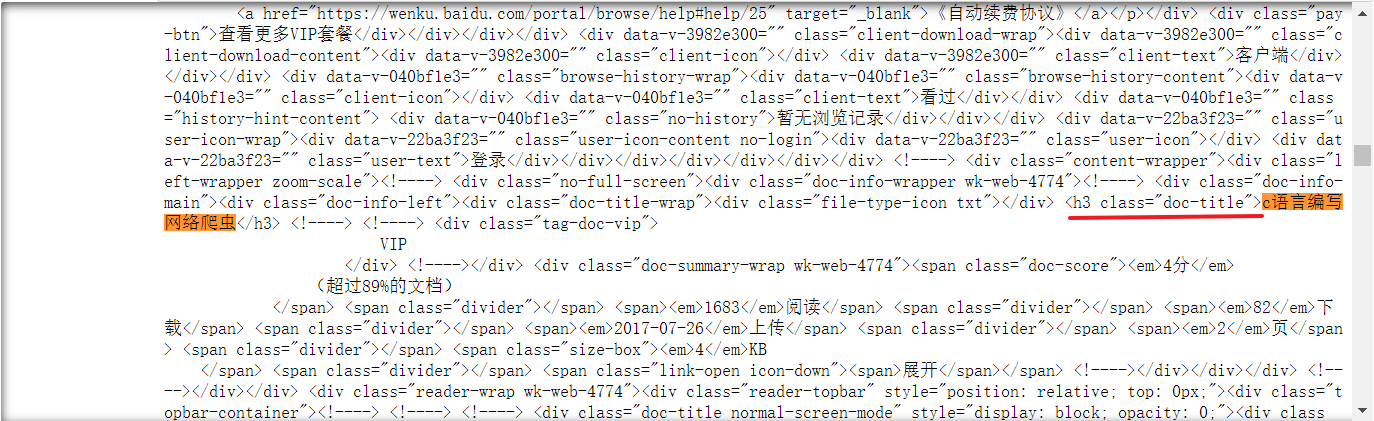 <a href="https://wenku.baidu.com/portal/browse/help#help/25" target="_blank">《自动续费协议》</a></p></div> <div class="pay
-btn">查看更多VIP套餐</div></div></div></div> <div data-v-3982e300="" class="client-download-wrap"><div data-v-3982e300="" class="c
lient-download-content"><div data-v-3982e300="" class="client-icon"></div> <div data-v-3982e300="" class="client-text">客户端</div>
</div></div> <div data-v-040bf1e3="" class="browse-history-wrap"><div data-v-040bf1e3="" class="browse-history-content"><div data-v
-040bf1e3="" class="client-icon"></div> <div data-v-040bf1e3="" class="client-text">看过</div></div> <div data-v-040bf1e3="" class
="history-hint-content"> <div data-v-040bf1e3="" class="no-history">暂无浏览记录</div></div></div> <div data-v-22ba3f23="" class="u
ser-icon-wrap"><div data-v-22ba3f23="" class="user-icon-content no-login"><div data-v-22ba3f23="" class="user-icon"></div> <div dat
a-v-22ba3f23="" class="user-text">登录</div></div></div></div></div></div></div></div> <!----> <div class="content-wrapper"><div class="l
eft-wrapper zoom-scale"><!----> <div class="no-full-screen"><div class="doc-info-wrapper wk-web-4774"><!----> <div class="doc-info-
main"><div class="doc-info-left"><div class="doc-title-wrap"><div class="file-type-icon txt"></div> <h3 class="doc-title">c语言编写
网络爬虫</h3> <!----> <!----> <div class="tag-doc-vip">
VIP
</div> <!----></div> <div class="doc-summary-wrap wk-web-4774"><span class="doc-score"><em>4分</em>
（超过89%的文档）
</span> <span class="divider"></span> <span><em>1683</em>阅读</span> <span class="divider"></span> <span><em>82</em>下
载</span> <span class="divider"></span> <span><em>2017-07-26</em>上传</span> <span class="divider"></span> <span><em>2</em>页</span
> <span class="divider"></span> <span class="size-box"><em>4</em>KB
</span> <span class="divider"></span> <span class="link-open icon-down"><span>展开</span></span> <!----></div></div> <!--
--></div></div> <div class="reader-wrap wk-web-4774"><div class="reader-topbar" style="position: relative; top: 0px;"><div class="t
opbar-container"><!----> <!----> <!----> <div class="doc-title normal-screen-mode" style="display: block; opacity: 0;"><div class